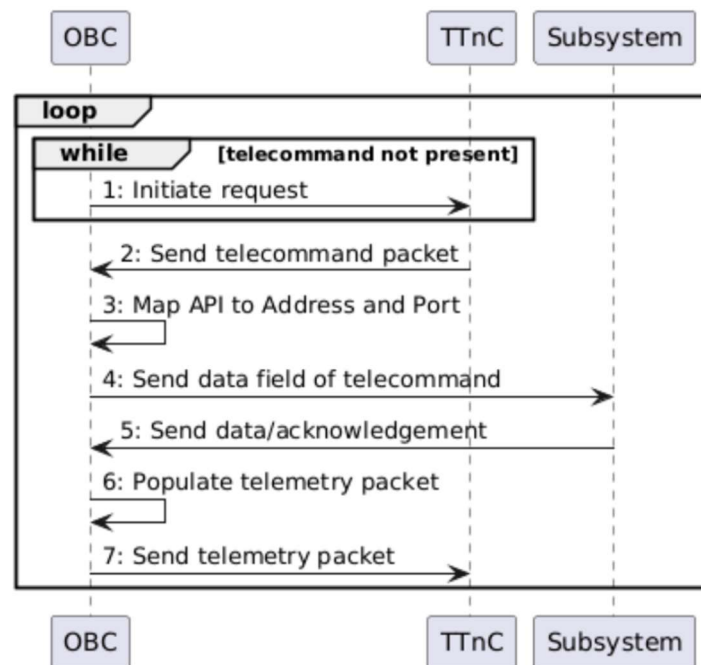 OBC TTnC Subsystem
loop
while [telecommand not present]
1: Initiate request
2: Send telecommand packet
3: Map API to Address and Port
4: Send data field of telecommand
5: Send data/acknowledgement
6: Populate telemetry packet
7: Send telemetry packet
OBC TTnC Subsystem